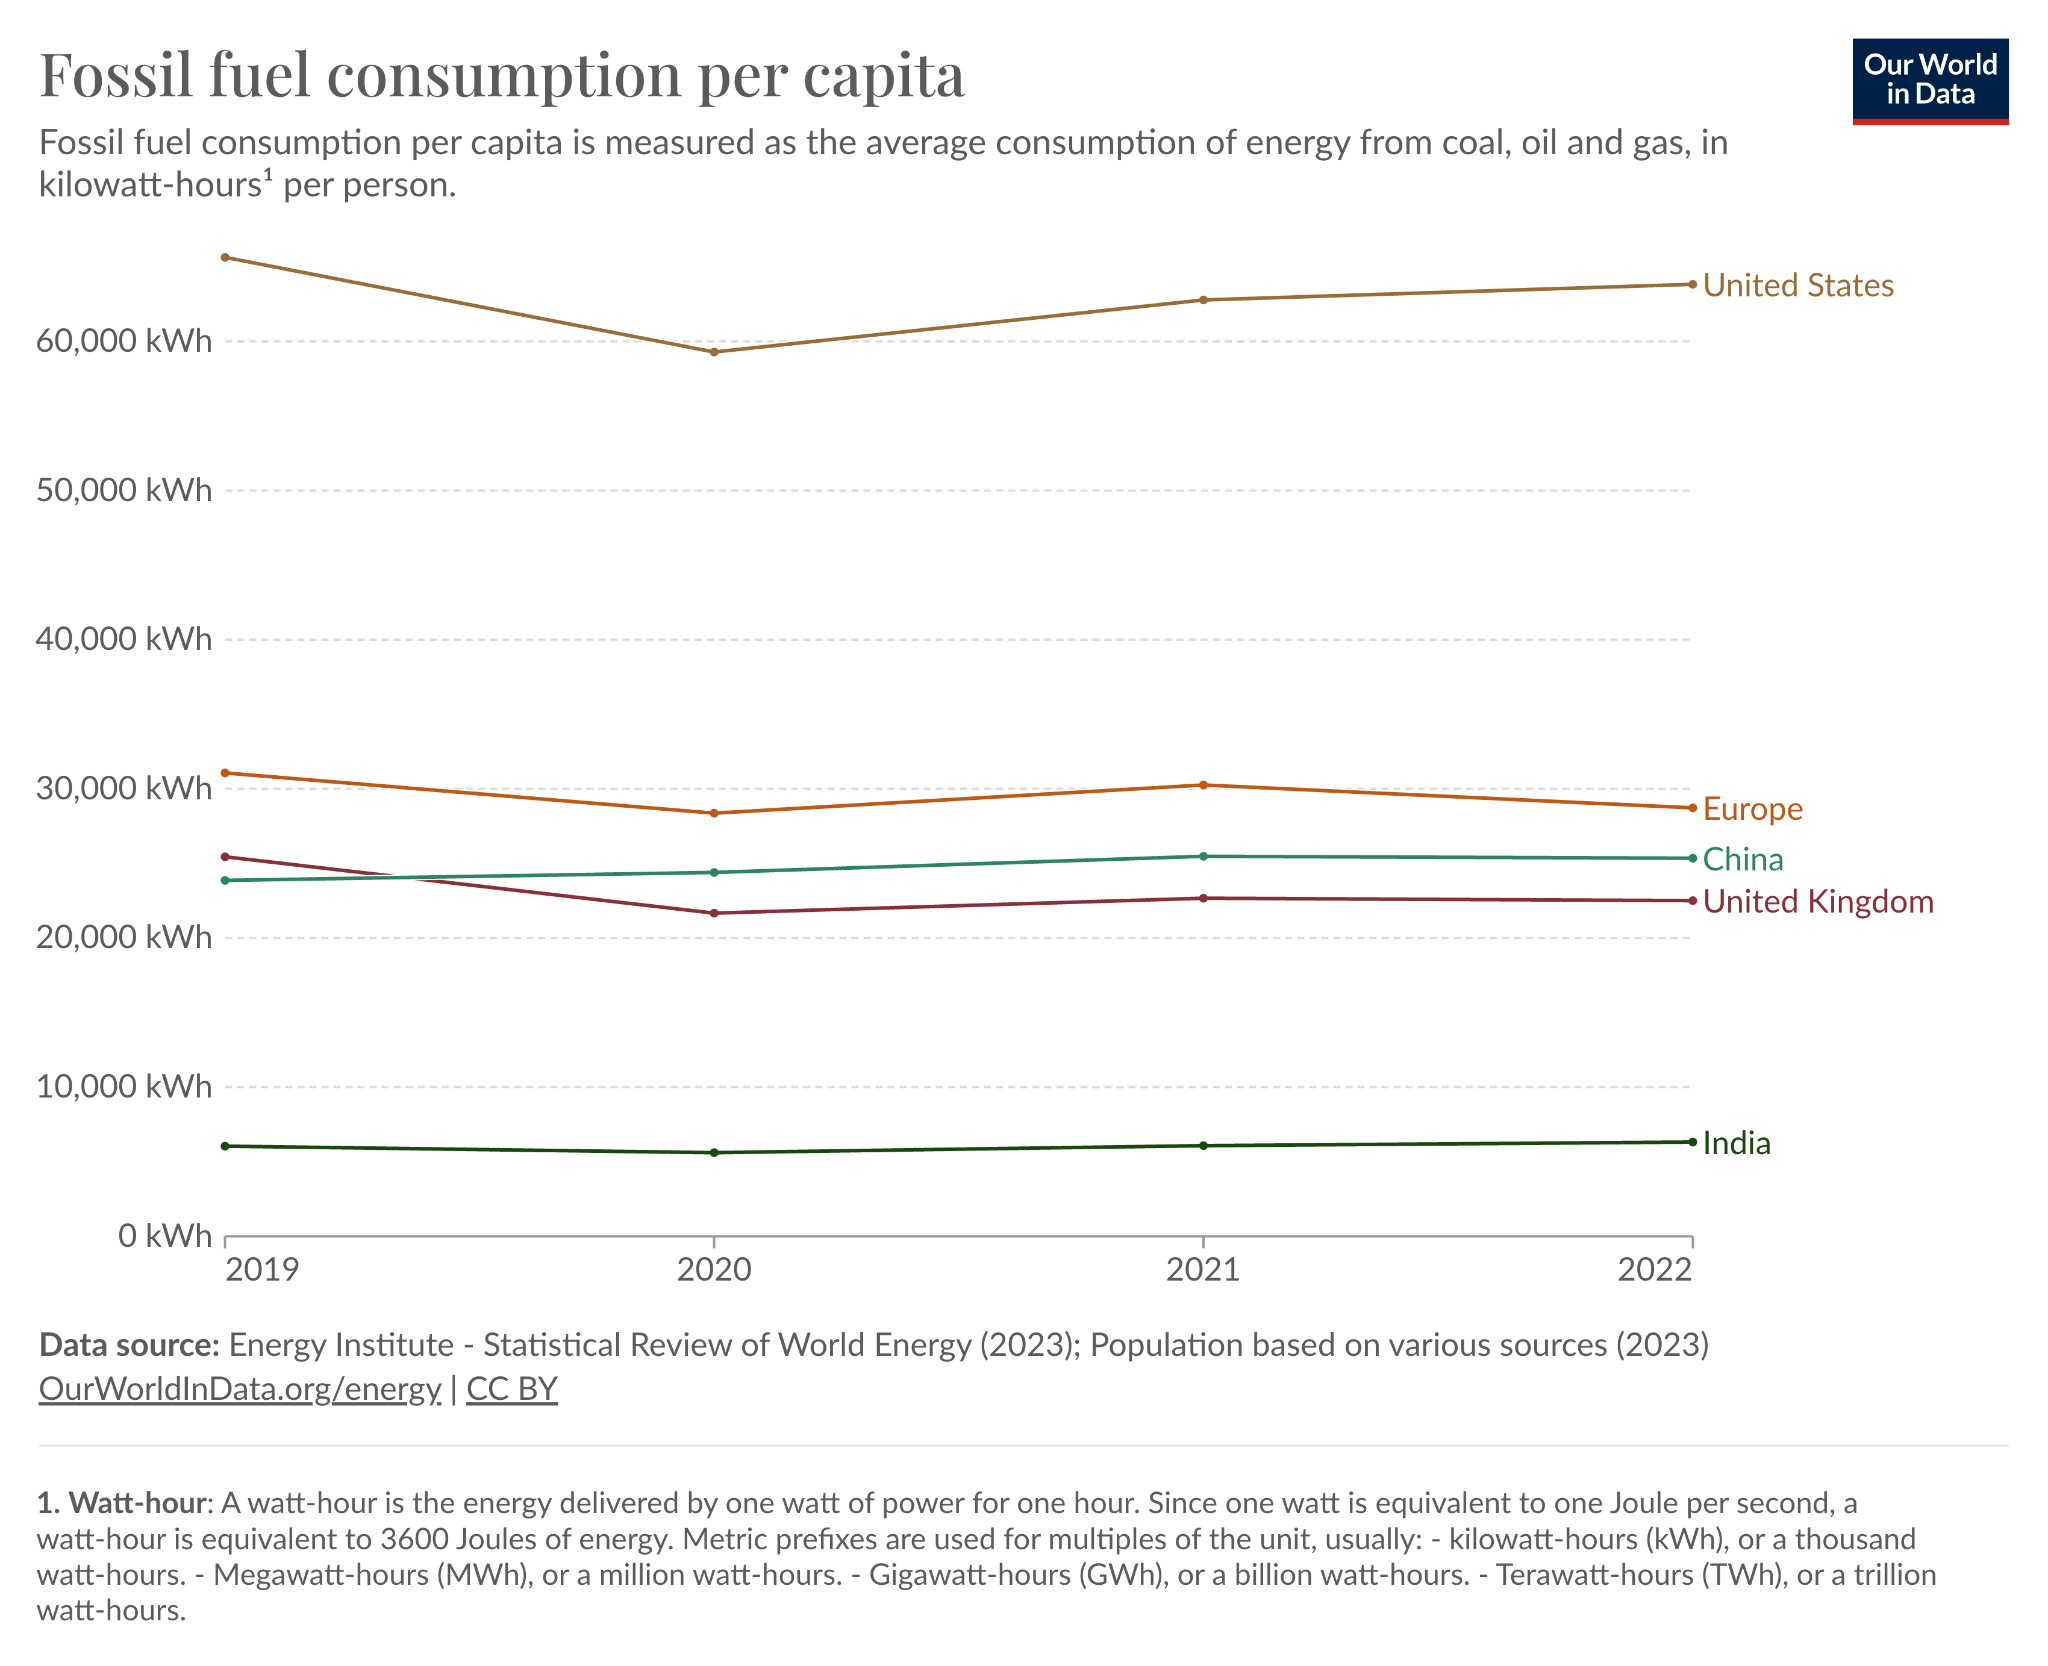 Fossil fuel consumption per capita
Our World
in Data
Fossil fuel consumption per capita is measured as the average consumption of energy from coal, oil and gas, in
kilowatt-hours¹ per person.
United States
60,000 kWh
50,000 kWh
40,000 kWh
30,000 kWh
Europe
China
United Kingdom
20,000 kWh
10,000 kWh
India
0 kWh
2019 2020 2021 2022
Data source: Energy Institute - Statistical Review of World Energy (2023); Population based on various sources (2023)
OurWorldInData.org/energy | CC BY
1. Watt-hour: A watt-hour is the energy delivered by one watt of power for one hour. Since one watt is equivalent to one Joule per second, a
watt-hour is equivalent to 3600 Joules of energy. Metric prefixes are used for multiples of the unit, usually: - kilowatt-hours (kWh), or a thousand
watt-hours. - Megawatt-hours (MWh), or a million watt-hours. - Gigawatt-hours (GWh), or a billion watt-hours. - Terawatt-hours (TWh), or a trillion
watt-hours.